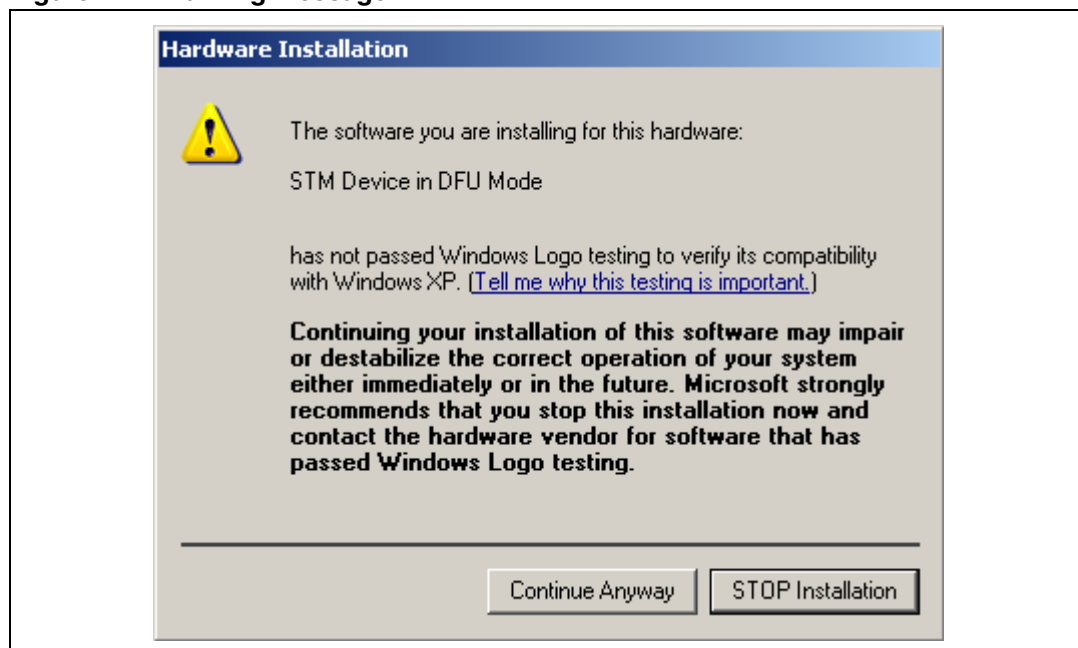 Hardware Installation
The software you are installing for this hardware:
STM Device in DFU Mode
has not passed Windows Logo testing to verify its compatibility
with Windows XP. (Tell me why this testing is important.)
Continuing your installation of this software may impair
or destabilize the correct operation of your system
either immediately or in the future. Microsoft strongly
recommends that you stop this installation now and
contact the hardware vendor for software that has
passed Windows Logo testing.
Continue Anyway STOP Installation